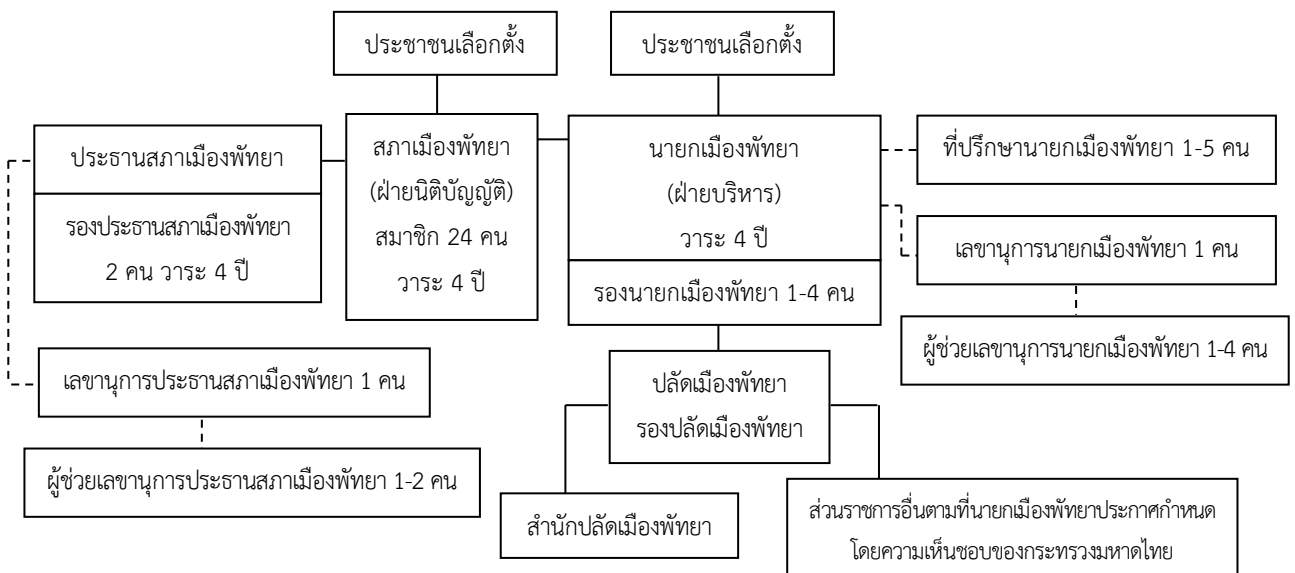 ประชาชนเลือกตั้ง
ประชาชนเลือกตั้ง
ประธานสภาเมืองพัทยา
รองประธานสภาเมืองพัทยา
2 คน วาระ 4 ปี
สภาเมืองพัทยา
(ฝ่ายนิติบัญญัติ)
สมาชิก 24 คน
วาระ 4 ปี
นายกเมืองพัทยา
(ฝ่ายบริหาร)
วาระ 4 ปี
รองนายกเมืองพัทยา 1-4 คน
ที่ปรึกษานายกเมืองพัทยา 1-5 คน
เลขานุการนายกเมืองพัทยา 1 คน
ผู้ช่วยเลขานุการนายกเมืองพัทยา 1-4 คน
เลขานุการประธานสภาเมืองพัทยา 1 คน
ผู้ช่วยเลขานุการประธานสภาเมืองพัทยา 1-2 คน
ปลัดเมืองพัทยา
รองปลัดเมืองพัทยา
สำนักปลัดเมืองพัทยา
ส่วนราชการอื่นตามที่นายกเมืองพัทยาประกาศกำหนด
โดยความเห็นชอบของกระทรวงมหาดไทย